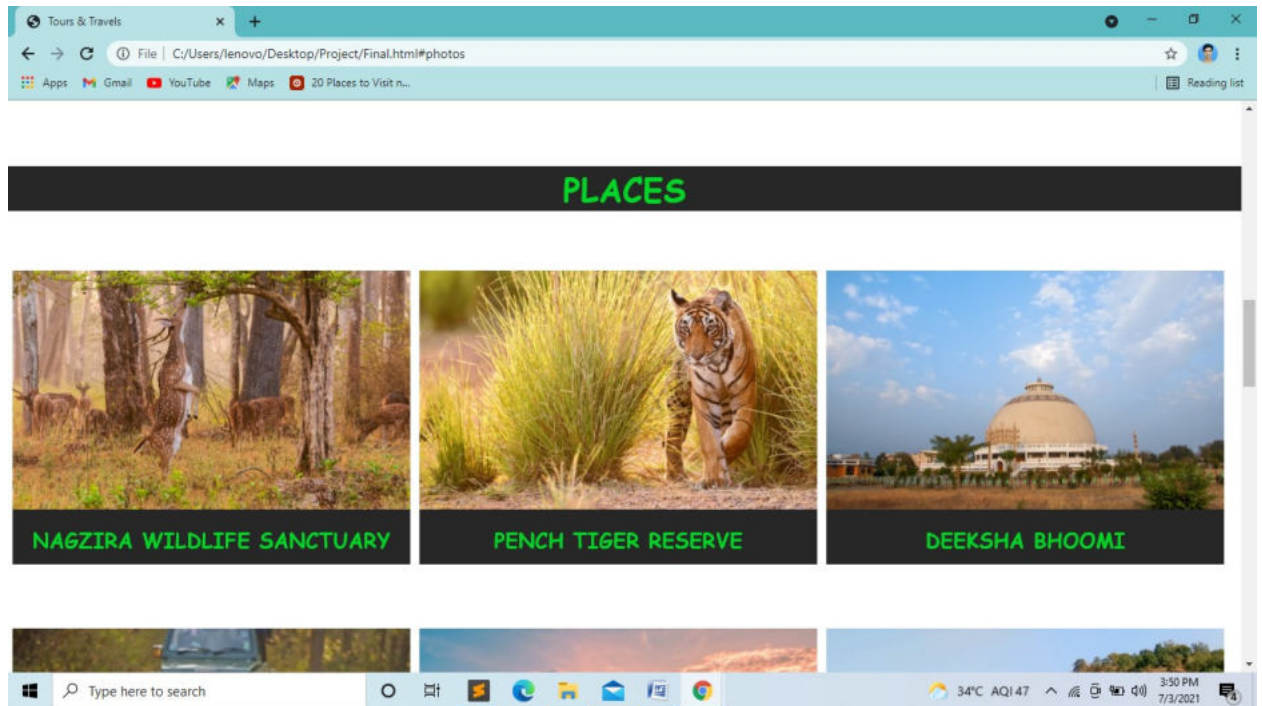 Tours & Travels
File | C:/Users/lenovo/Desktop/Project/Final.html#photos
Apps Gmail YouTube Maps 20 Places to Visit n... Reading list
PLACES
NAGZIRA WILDLIFE SANCTUARY PENCH TIGER RESERVE DEEKSHA BHOOMI
Type here to search 34°C AQI 47 3:50 PM
7/3/2021 4